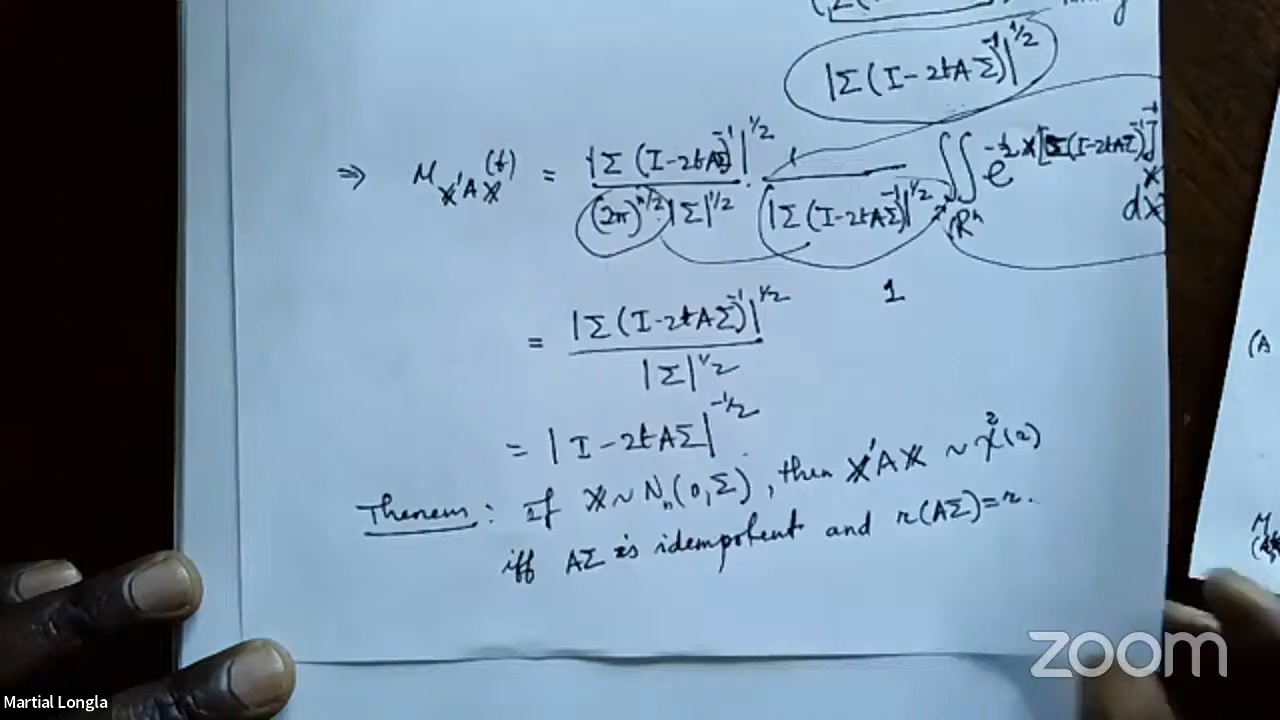 |Σ(I-2tAΣ)⁻¹|^{1/2}
⇒ M_{X'AX}(t) = |Σ(I-2tAΣ)⁻¹|^{1/2} / ((2π)^{n/2} |Σ|^{1/2}) · 1 / |Σ(I-2tAΣ)⁻¹|^{1/2} ∬_{ℝⁿ} e^{-1/2 X'[Σ(I-2tAΣ)⁻¹]⁻¹ X} dX
1
= |Σ(I-2tAΣ)⁻¹|^{1/2} / |Σ|^{1/2}
= |I-2tAΣ|^{-1/2}
Theorem: If X ~ Nₙ(0,Σ), then X'AX ~ χ²(r)
iff AΣ is idempotent and r(AΣ)=r.
(A
M
zoom
Martial Longla